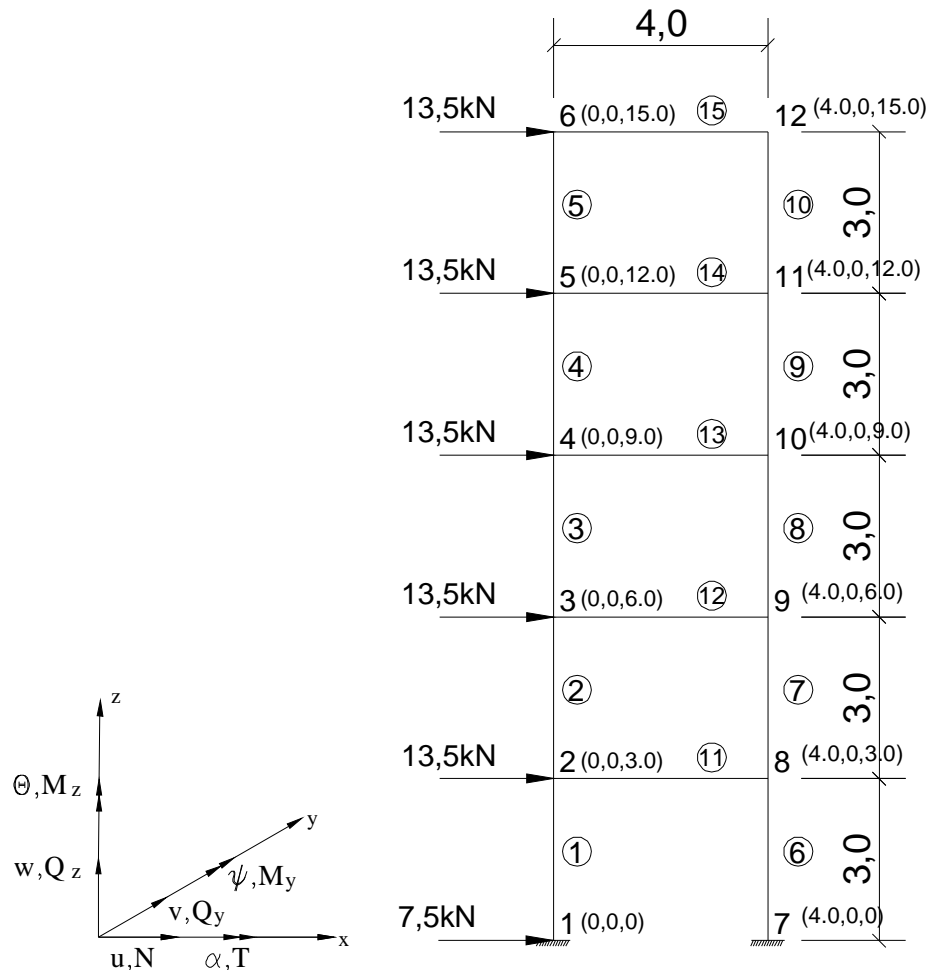 4,0
13,5kN
6 (0,0,15.0) 15 12 (4.0,0,15.0)
5 10 3,0
13,5kN
5 (0,0,12.0) 14 11 (4.0,0,12.0)
4 9 3,0
13,5kN
4 (0,0,9.0) 13 10 (4.0,0,9.0)
3 8 3,0
13,5kN
3 (0,0,6.0) 12 9 (4.0,0,6.0)
2 7 3,0
13,5kN
2 (0,0,3.0) 11 8 (4.0,0,3.0)
1 6 3,0
7,5kN
1 (0,0,0) 7 (4.0,0,0)
z
Θ,Mz
y
w,Qz
ψ,My
v,Qy
x
u,N α,T